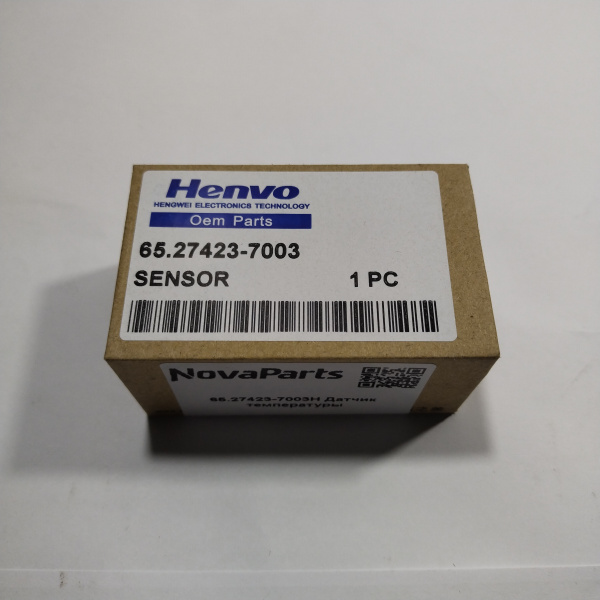 Henvo
HENGWEI ELECTRONICS TECHNOLOGY
Oem Parts
65.27423-7003
SENSOR 1 PC
NovaParts
65.27423-7003H Датчик
температуры